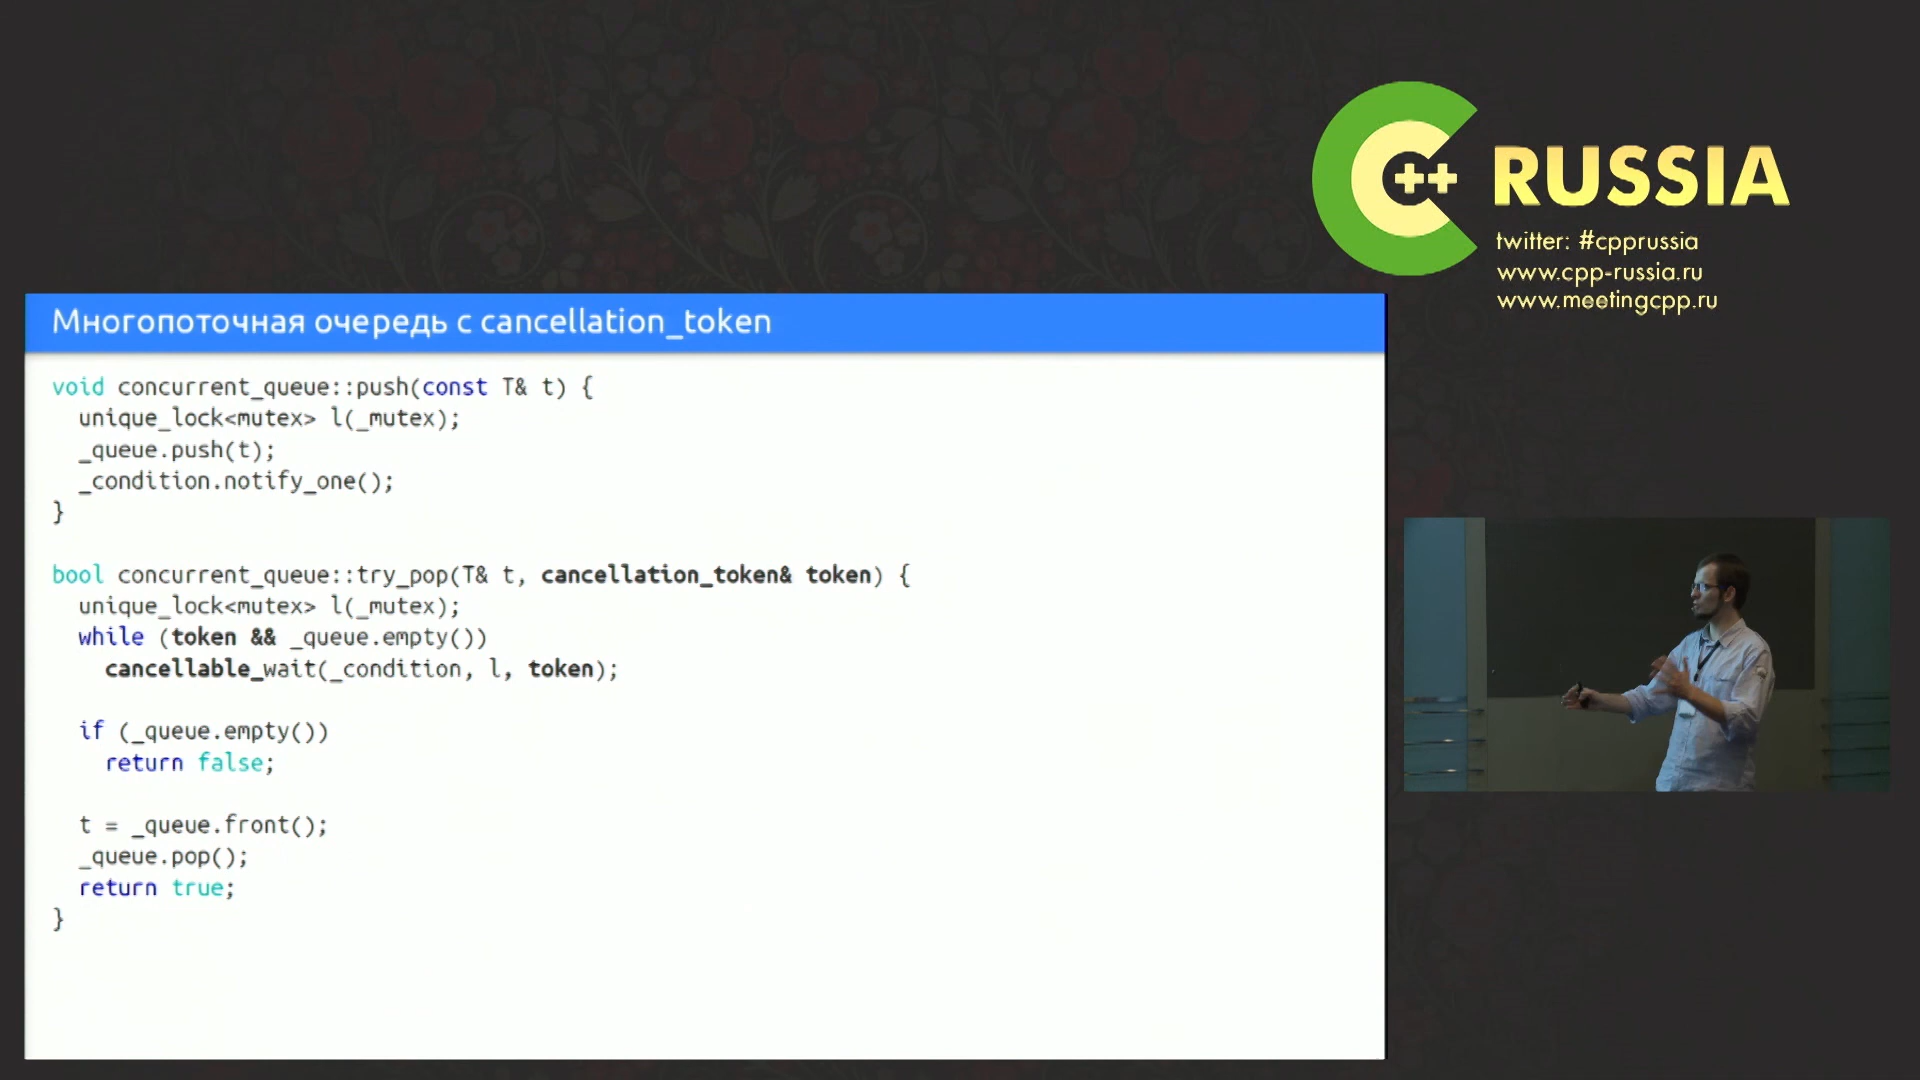 C++ RUSSIA
twitter: #cpprussia
www.cpp-russia.ru
www.meetingcpp.ru
Многопоточная очередь с cancellation_token
void concurrent_queue::push(const T& t) {
  unique_lock<mutex> l(_mutex);
  _queue.push(t);
  _condition.notify_one();
}
bool concurrent_queue::try_pop(T& t, cancellation_token& token) {
  unique_lock<mutex> l(_mutex);
  while (token && _queue.empty())
    cancellable_wait(_condition, l, token);
  if (_queue.empty())
    return false;
  t = _queue.front();
  _queue.pop();
  return true;
}